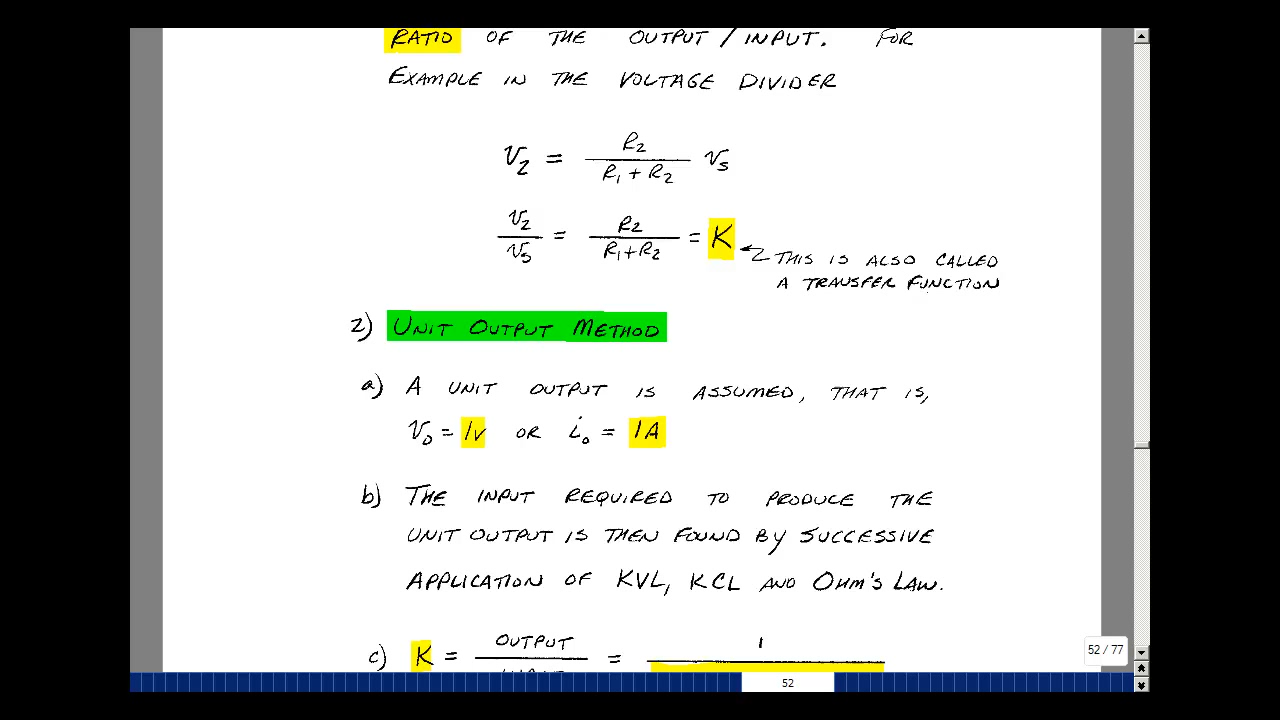 RATIO OF THE OUTPUT / INPUT. FOR
EXAMPLE IN THE VOLTAGE DIVIDER
V2 = R2 / (R1 + R2) VS
V2 / VS = R2 / (R1+R2) = K
THIS IS ALSO CALLED
A TRANSFER FUNCTION
2) UNIT OUTPUT METHOD
a) A UNIT OUTPUT IS ASSUMED, THAT IS,
VO = 1V OR iO = 1A
b) THE INPUT REQUIRED TO PRODUCE THE
UNIT OUTPUT IS THEN FOUND BY SUCCESSIVE
APPLICATION OF KVL, KCL AND OHM'S LAW.
c) K = OUTPUT / INPUT = 1
52 / 77
52